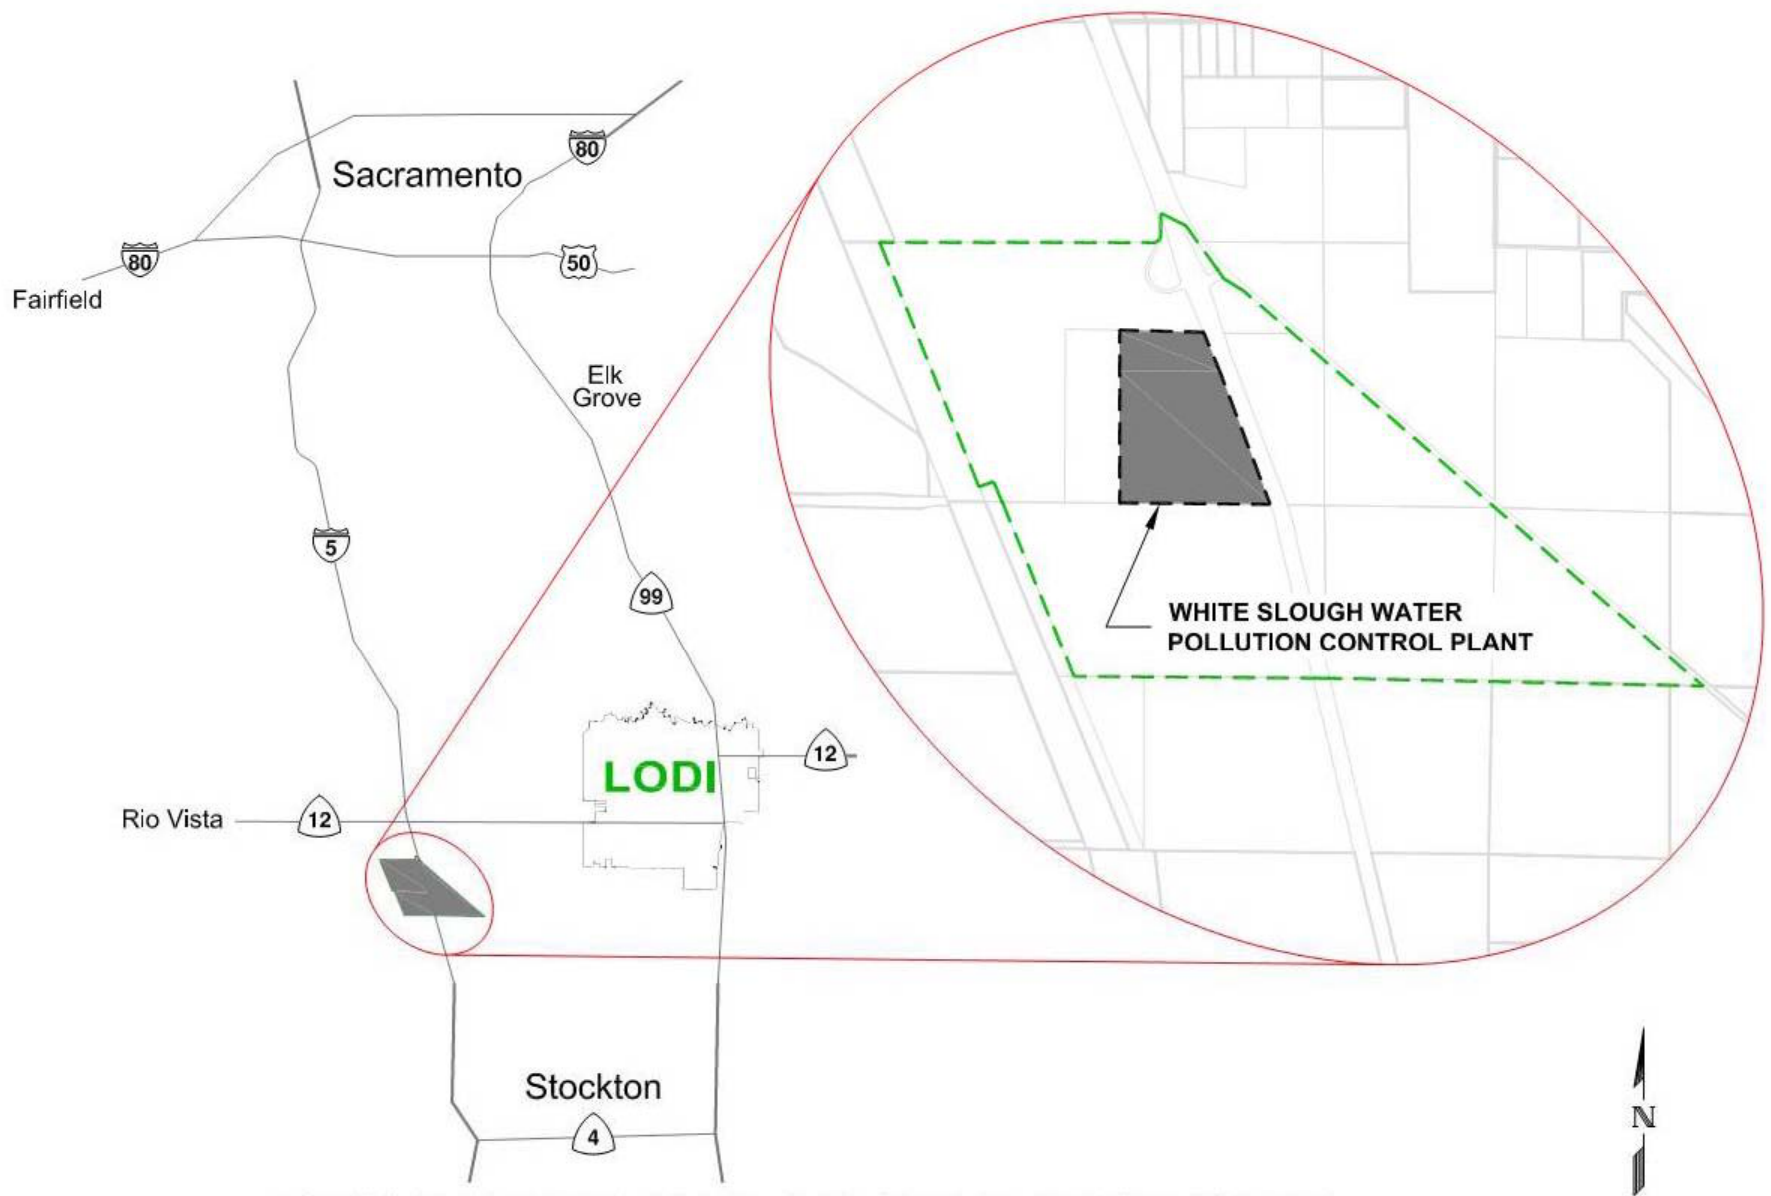 80
Sacramento
80
50
Fairfield
Elk
Grove
5
99
WHITE SLOUGH WATER
POLLUTION CONTROL PLANT
12
LODI
Rio Vista
12
Stockton
4
N